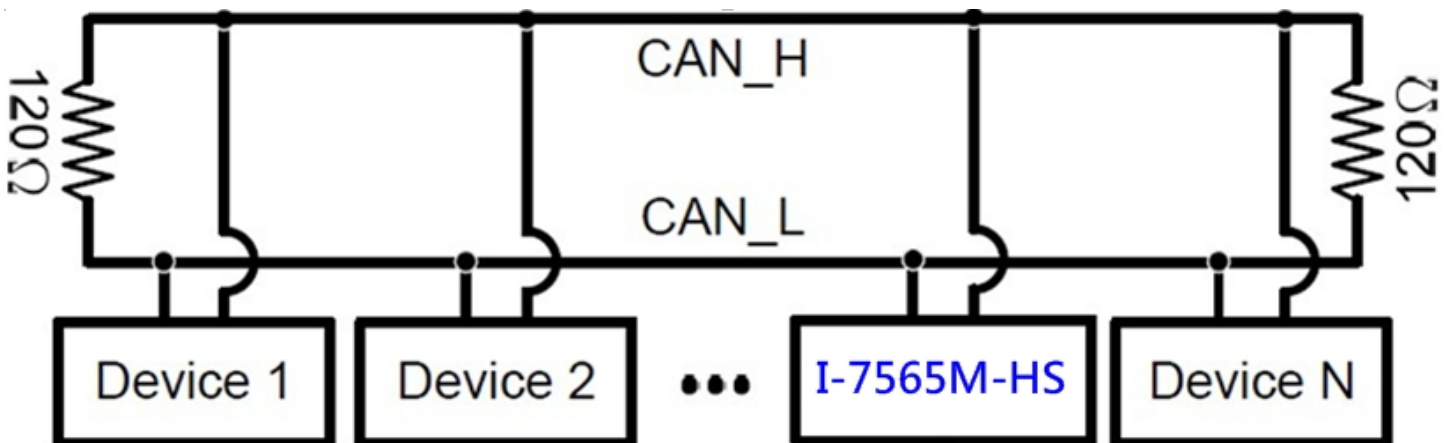 CAN_H
120Ω
120Ω
CAN_L
Device 1
Device 2
...
I-7565M-HS
Device N